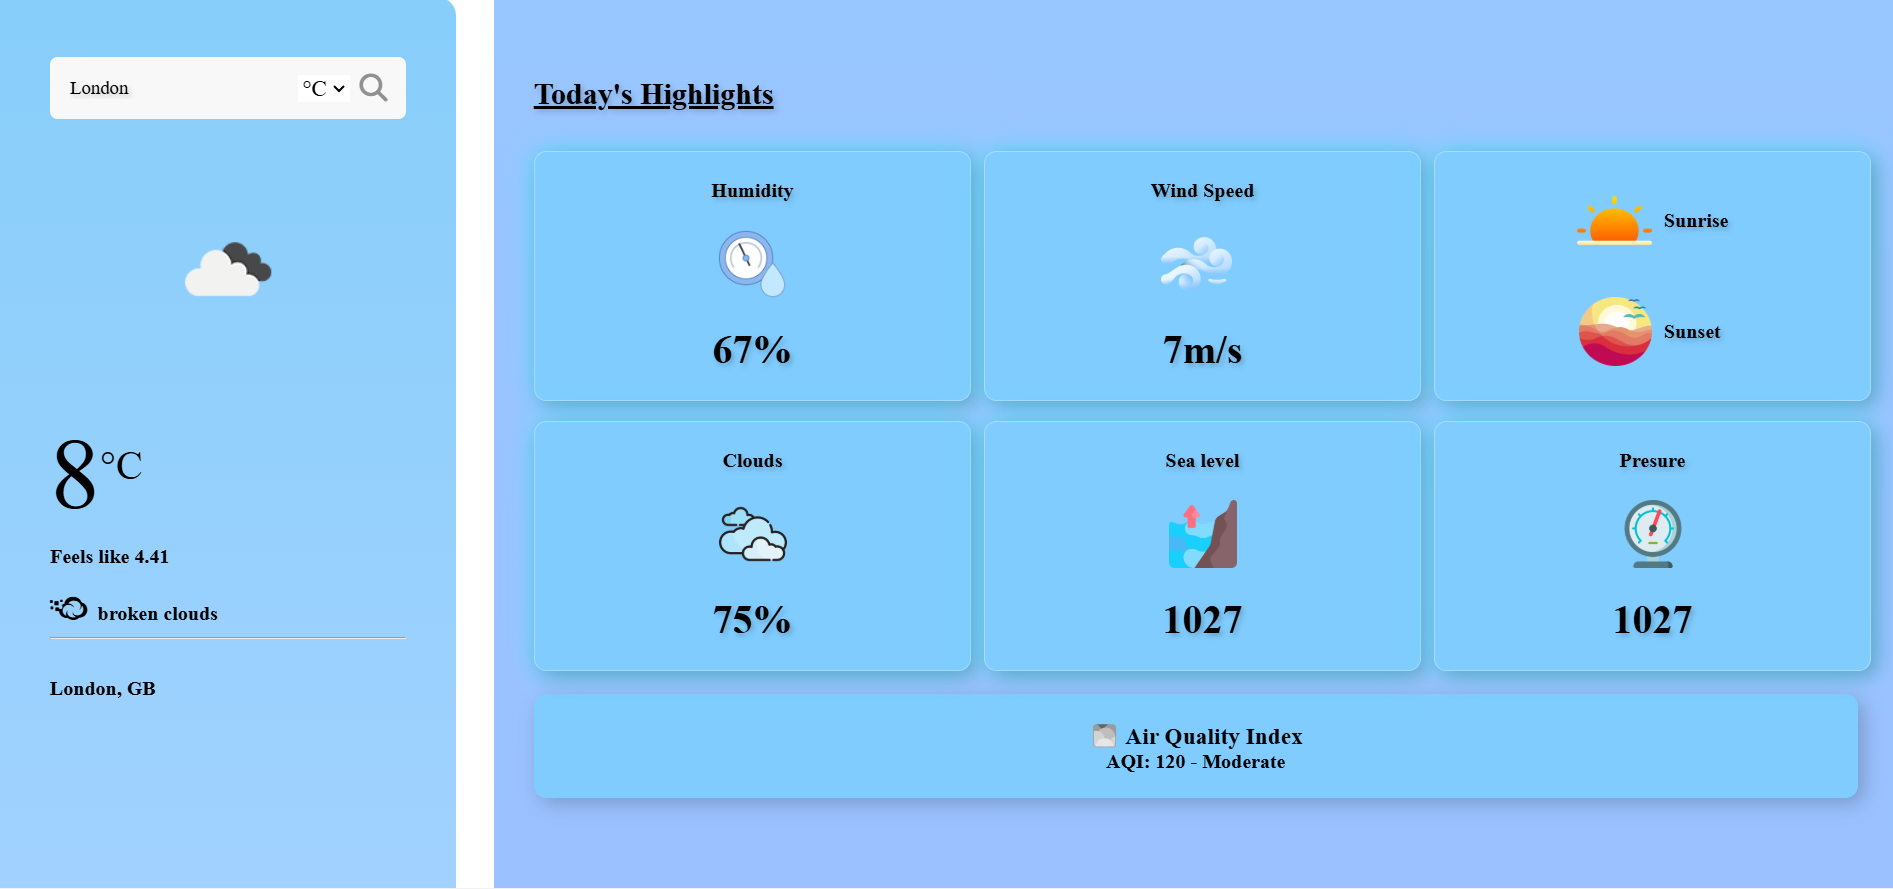 London
°C
8°C
Feels like 4.41
broken clouds
London, GB
Today's Highlights
Humidity
67%
Wind Speed
7m/s
Sunrise
Sunset
Clouds
75%
Sea level
1027
Presure
1027
Air Quality Index
AQI: 120 - Moderate